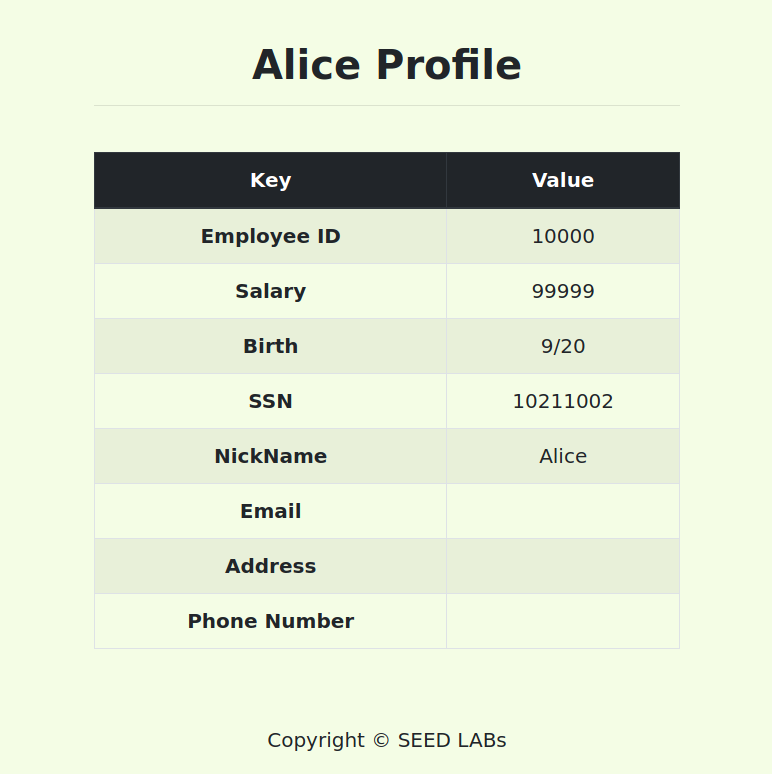 Alice Profile
Key Value
Employee ID 10000
Salary 99999
Birth 9/20
SSN 10211002
NickName Alice
Email
Address
Phone Number
Copyright © SEED LABs